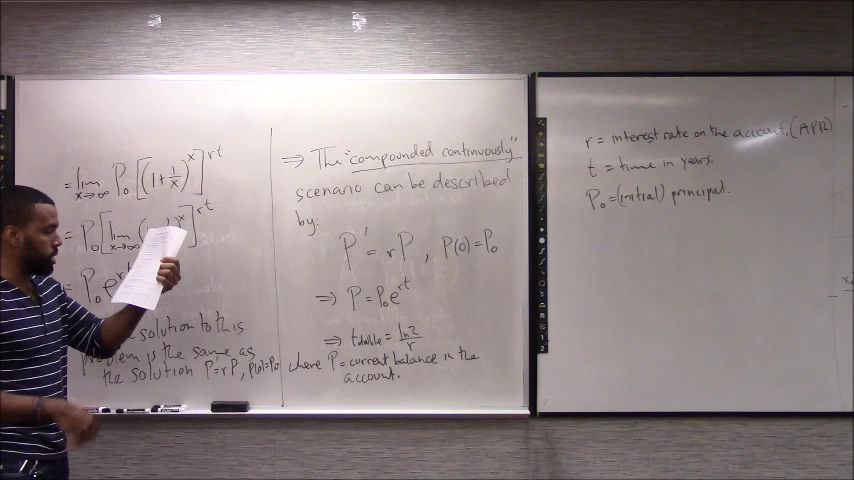 = lim x→∞ P₀ [(1+1/x)^x]^rt
= P₀ [lim x→∞ ( x]^rt
= P₀ e^r
solution to this
problem is the same as
the solution P'=rP, P(0)=P₀
⇒ The "compounded continuously"
scenario can be described
by:
P' = rP , P(0)=P₀
⇒ P = P₀e^rt
⇒ t double = ln2/r
where P = current balance in the
account.
r = interest rate on the account. (APR)
t = time in years.
P₀ = (initial) principal.